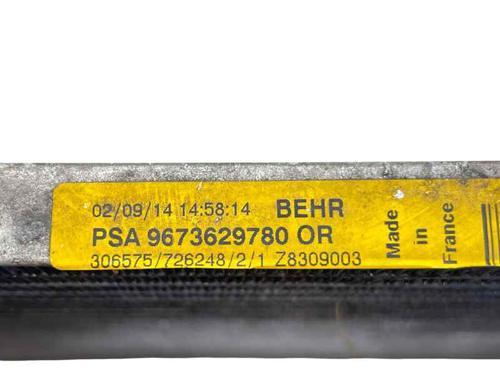 02/09/14 14:58:14 BEHR
PSA 9673629780 OR
306575/726248/2/1 Z8309003
Made
in
France